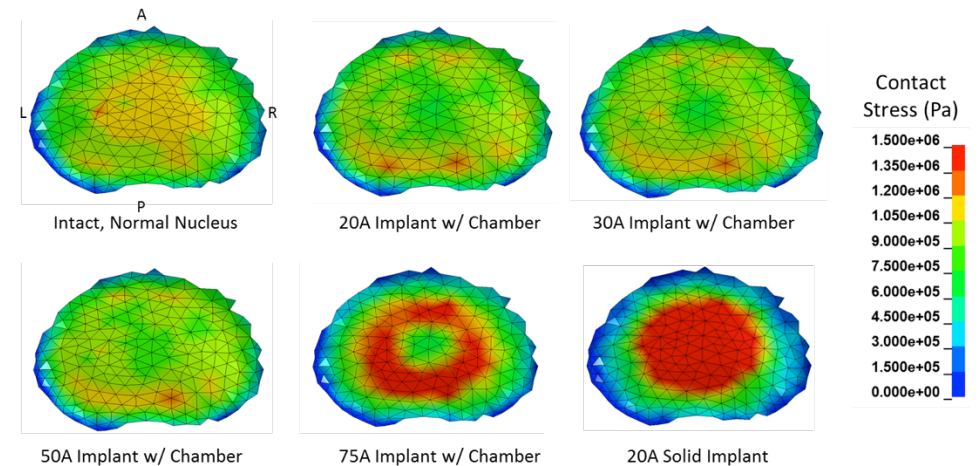 A
L
R
P
Intact, Normal Nucleus
20A Implant w/ Chamber
30A Implant w/ Chamber
50A Implant w/ Chamber
75A Implant w/ Chamber
20A Solid Implant
Contact
Stress (Pa)
1.500e+06
1.350e+06
1.200e+06
1.050e+06
9.000e+05
7.500e+05
6.000e+05
4.500e+05
3.000e+05
1.500e+05
0.000e+00